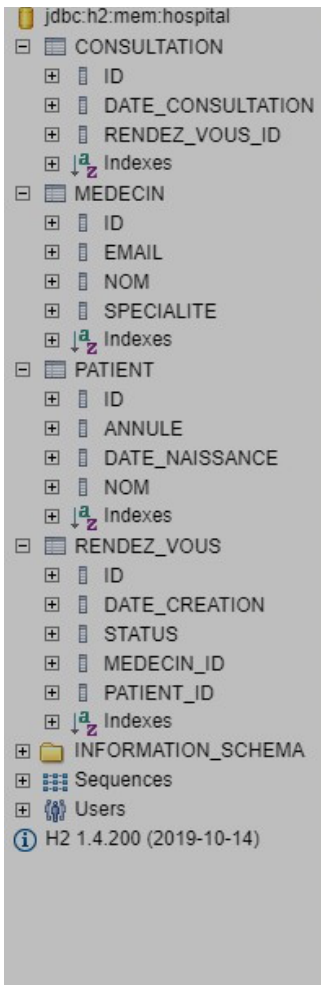 jdbc:h2:mem:hospital
CONSULTATION
ID
DATE_CONSULTATION
RENDEZ_VOUS_ID
Indexes
MEDECIN
ID
EMAIL
NOM
SPECIALITE
Indexes
PATIENT
ID
ANNULE
DATE_NAISSANCE
NOM
Indexes
RENDEZ_VOUS
ID
DATE_CREATION
STATUS
MEDECIN_ID
PATIENT_ID
Indexes
INFORMATION_SCHEMA
Sequences
Users
H2 1.4.200 (2019-10-14)